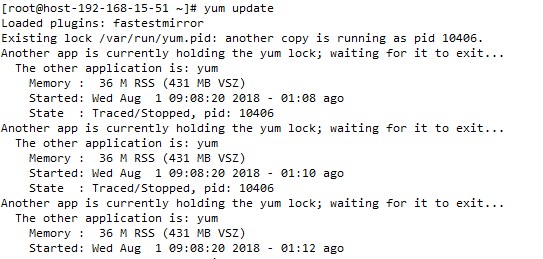 [root@host-192-168-15-51 ~]# yum update
Loaded plugins: fastestmirror
Existing lock /var/run/yum.pid: another copy is running as pid 10406.
Another app is currently holding the yum lock; waiting for it to exit...
  The other application is: yum
    Memory :  36 M RSS (431 MB VSZ)
    Started: Wed Aug  1 09:08:20 2018 - 01:08 ago
    State  : Traced/Stopped, pid: 10406
Another app is currently holding the yum lock; waiting for it to exit...
  The other application is: yum
    Memory :  36 M RSS (431 MB VSZ)
    Started: Wed Aug  1 09:08:20 2018 - 01:10 ago
    State  : Traced/Stopped, pid: 10406
Another app is currently holding the yum lock; waiting for it to exit...
  The other application is: yum
    Memory :  36 M RSS (431 MB VSZ)
    Started: Wed Aug  1 09:08:20 2018 - 01:12 ago